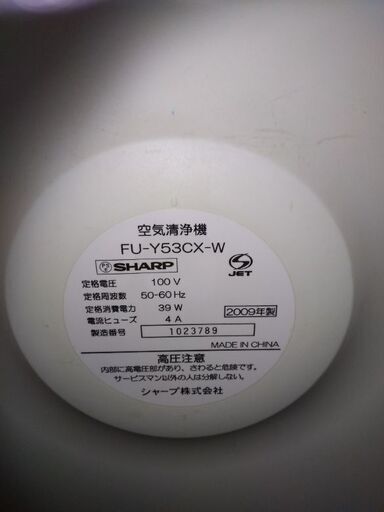 空気清浄機
FU-Y53CX-W
SHARP
JET
定格電圧 100 V
定格周波数 50-60 Hz
定格消費電力 39 W 2009年製
電流ヒューズ 4 A
製造番号 1023789
MADE IN CHINA
高圧注意
内部に高電圧部があり、さわると危険です。
サービスマン以外の人は分解しない。
シャープ株式会社